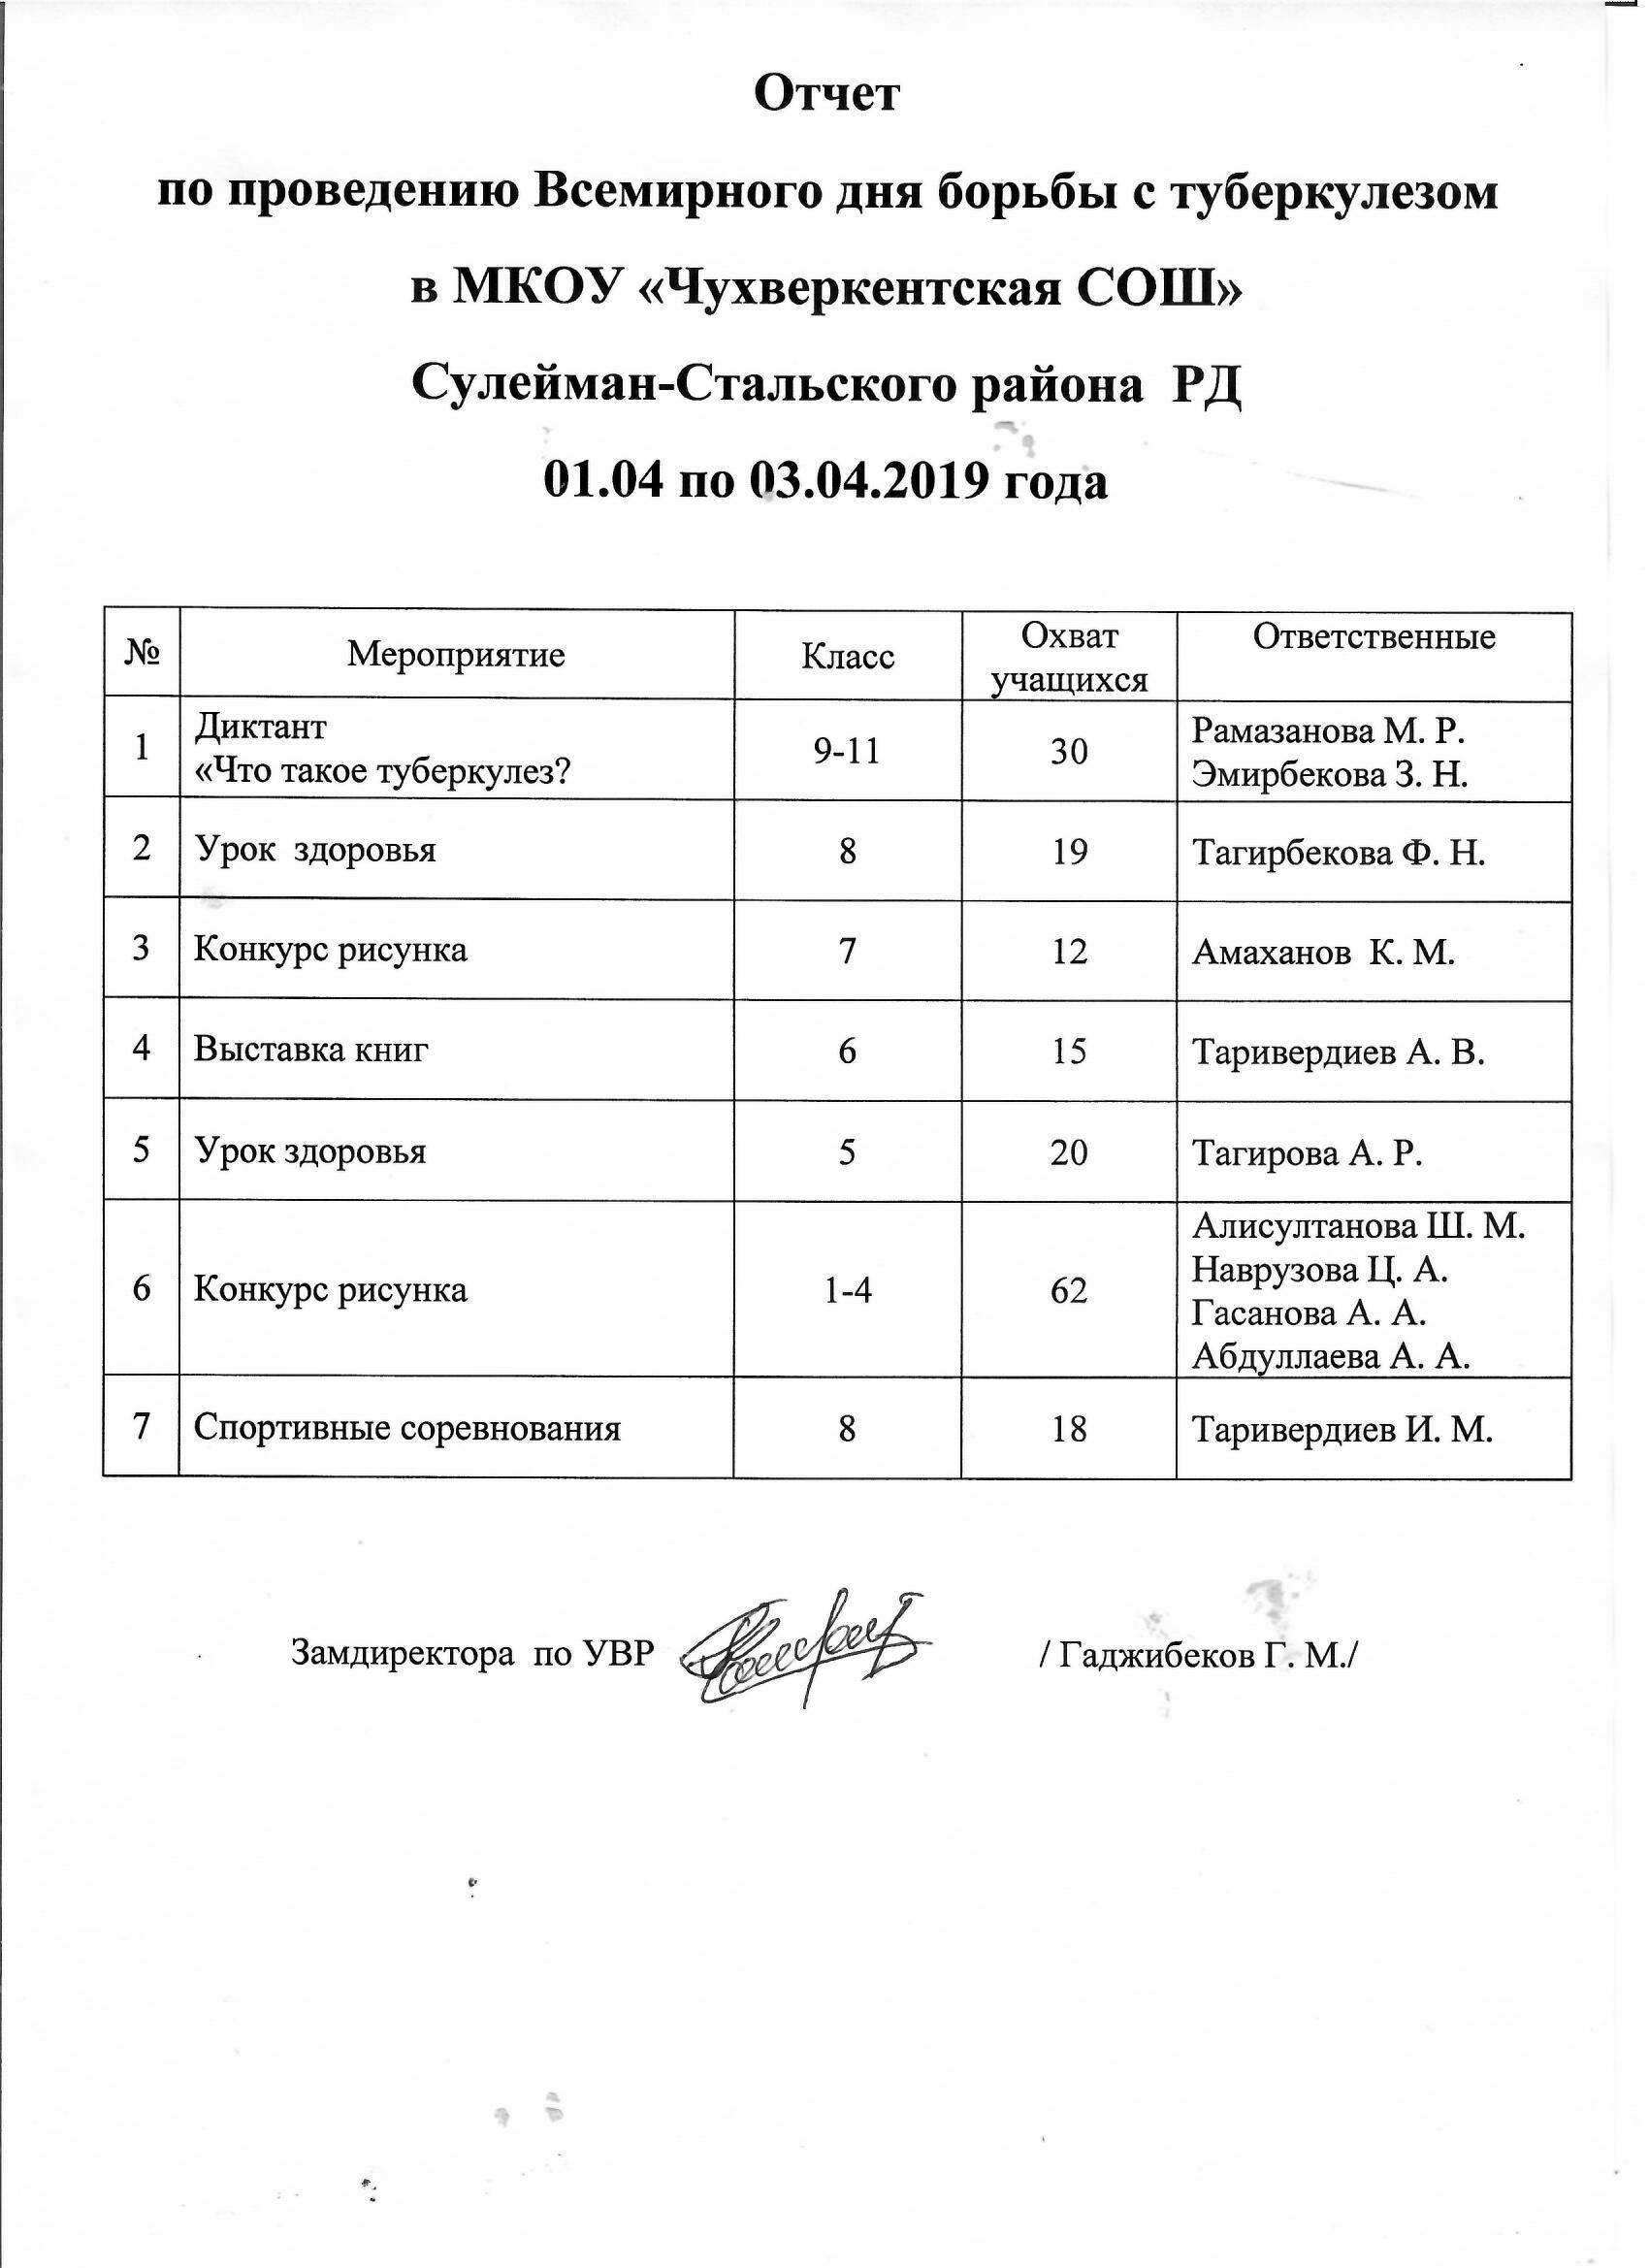 Отчет
по проведению Всемирного дня борьбы с туберкулезом
в МКОУ «Чухверкентская СОШ»
Сулейман-Стальского района РД
01.04 по 03.04.2019 года
№ Мероприятие Класс Охват учащихся Ответственные
1 Диктант «Что такое туберкулез? 9-11 30 Рамазанова М. Р. Эмирбекова З. Н.
2 Урок здоровья 8 19 Тагирбекова Ф. Н.
3 Конкурс рисунка 7 12 Амаханов К. М.
4 Выставка книг 6 15 Таривердиев А. В.
5 Урок здоровья 5 20 Тагирова А. Р.
6 Конкурс рисунка 1-4 62 Алисултанова Ш. М. Наврузова Ц. А. Гасанова А. А. Абдуллаева А. А.
7 Спортивные соревнования 8 18 Таривердиев И. М.
Замдиректора по УВР / Гаджибеков Г. М./